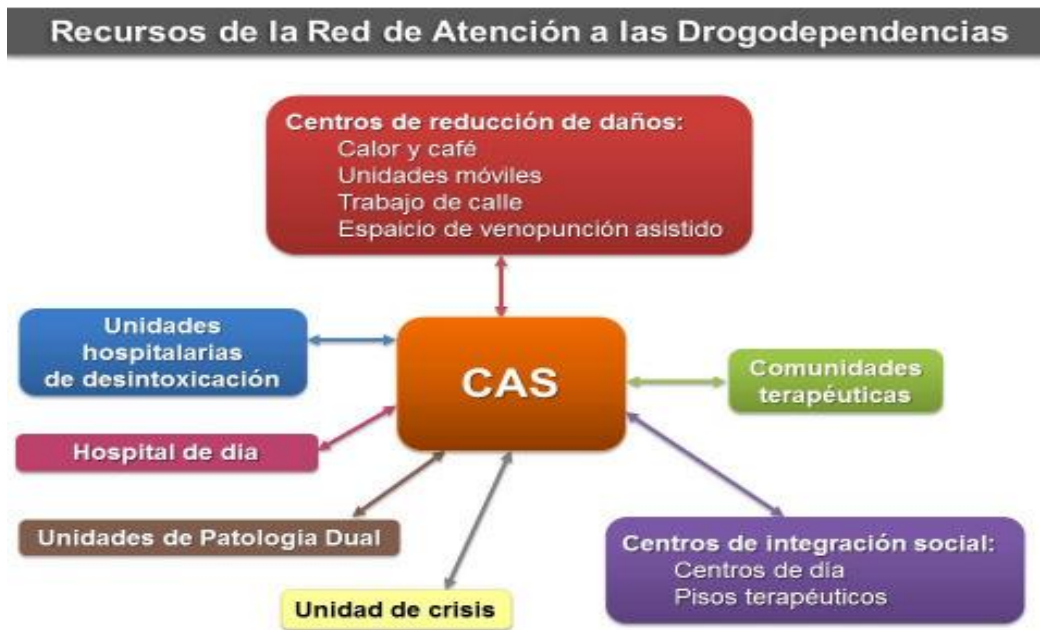 Recursos de la Red de Atención a las Drogodependencias
Centros de reducción de daños:
Calor y café
Unidades móviles
Trabajo de calle
Espaicio de venopunción asistido
Unidades
hospitalarias
de desintoxicación
CAS
Comunidades
terapéuticas
Hospital de dia
Unidades de Patologia Dual
Centros de integración social:
Centros de día
Pisos terapéuticos
Unidad de crisis